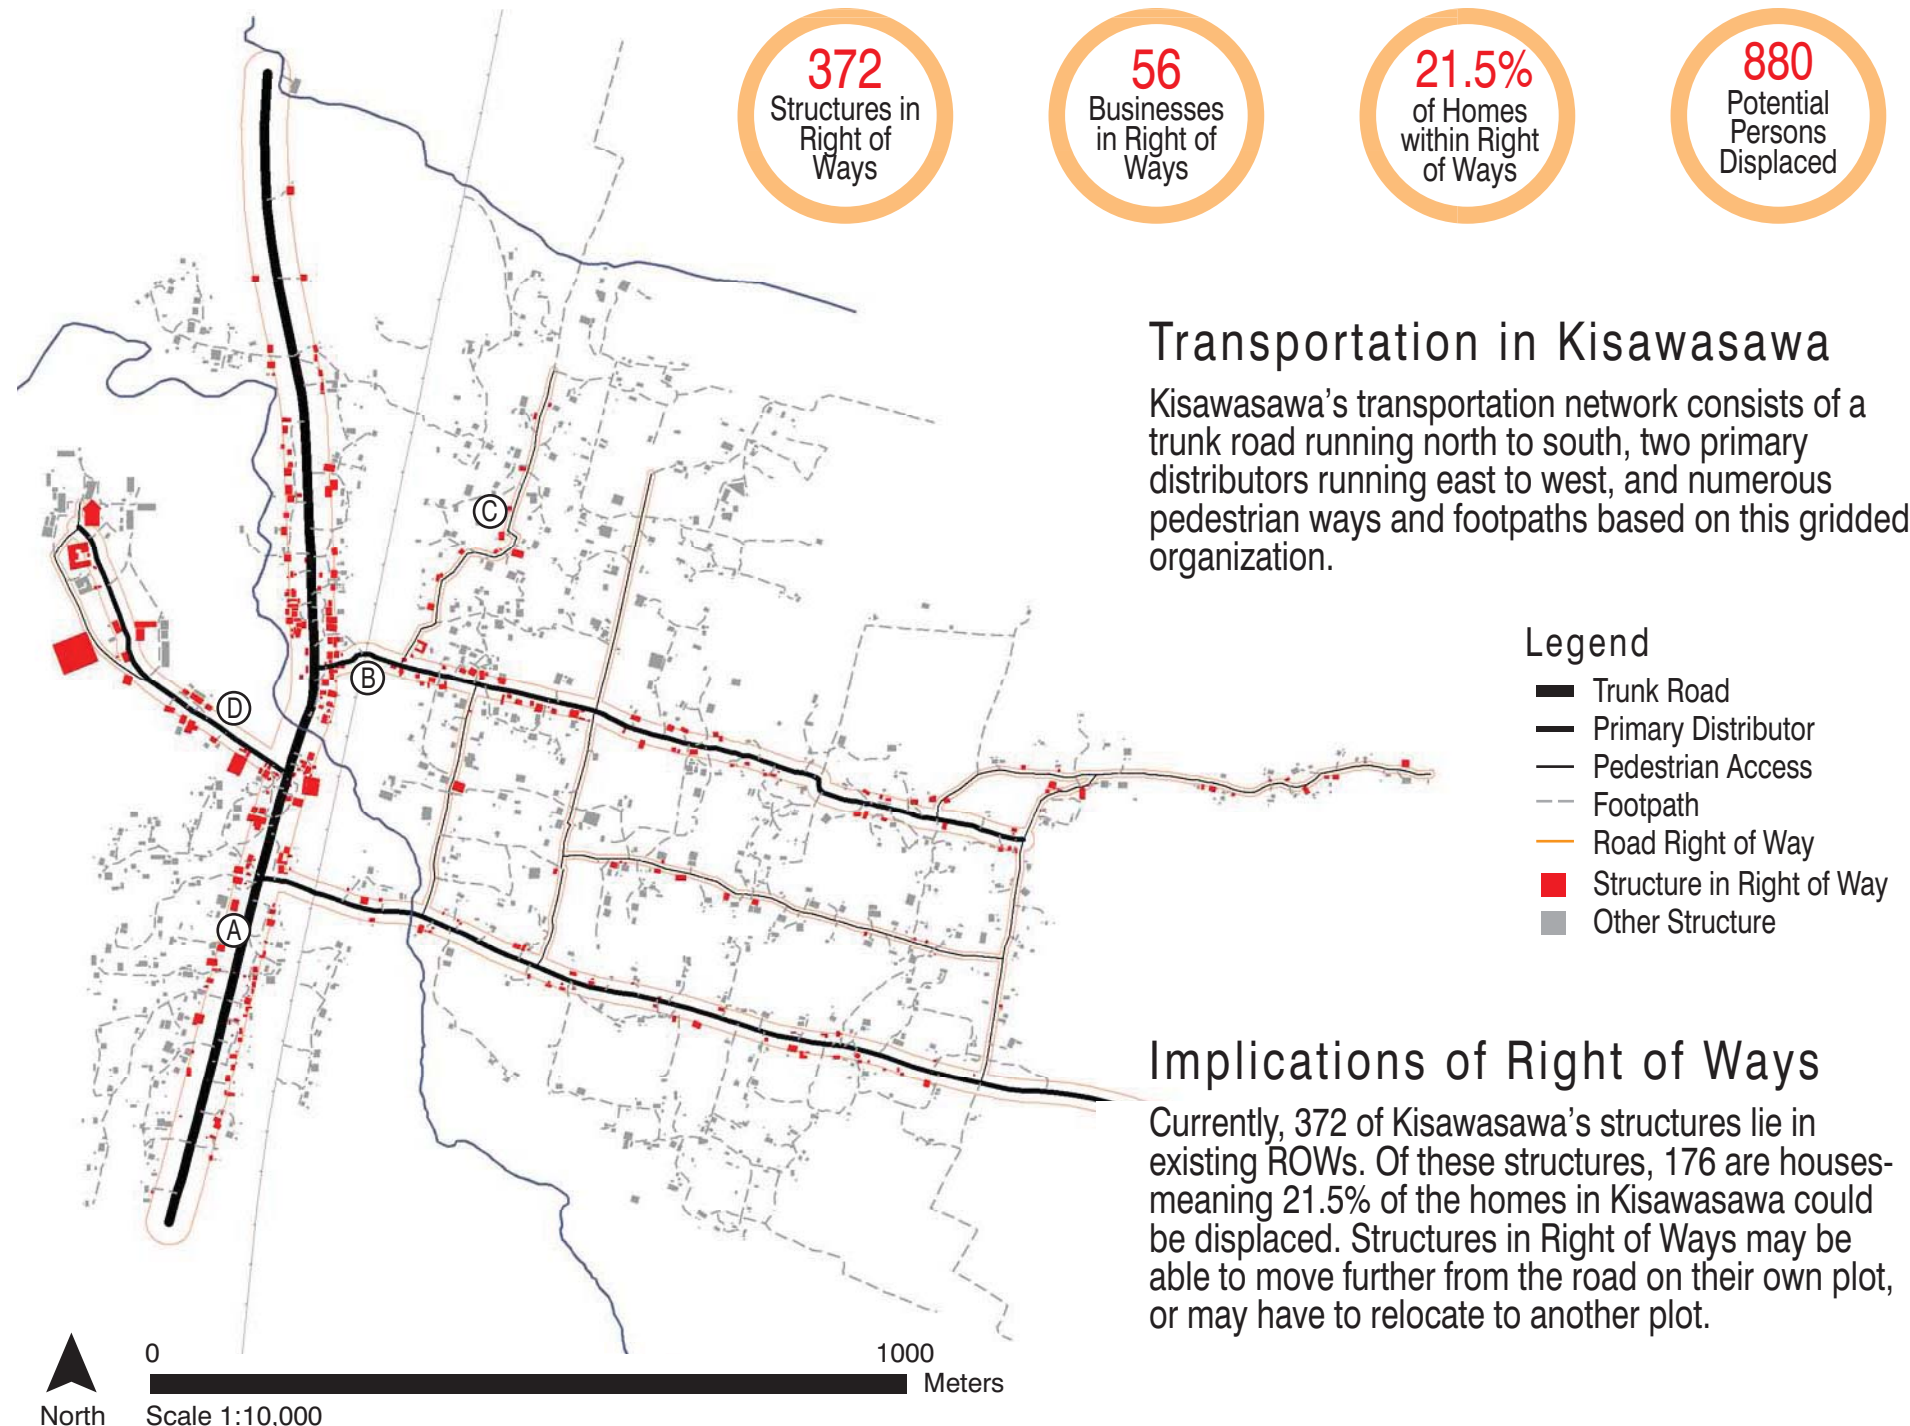 372
Structures in
Right of
Ways
56
Businesses
in Right of
Ways
21.5%
of Homes
within Right
of Ways
880
Potential
Persons
Displaced
Transportation in Kisawasawa
Kisawasawa's transportation network consists of a
trunk road running north to south, two primary
distributors running east to west, and numerous
pedestrian ways and footpaths based on this gridded
organization.
C
B
D
A
Legend
Trunk Road
Primary Distributor
Pedestrian Access
Footpath
Road Right of Way
Structure in Right of Way
Other Structure
Implications of Right of Ways
Currently, 372 of Kisawasawa's structures lie in
existing ROWs. Of these structures, 176 are houses-
meaning 21.5% of the homes in Kisawasawa could
be displaced. Structures in Right of Ways may be
able to move further from the road on their own plot,
or may have to relocate to another plot.
0 1000
Meters
North Scale 1:10,000